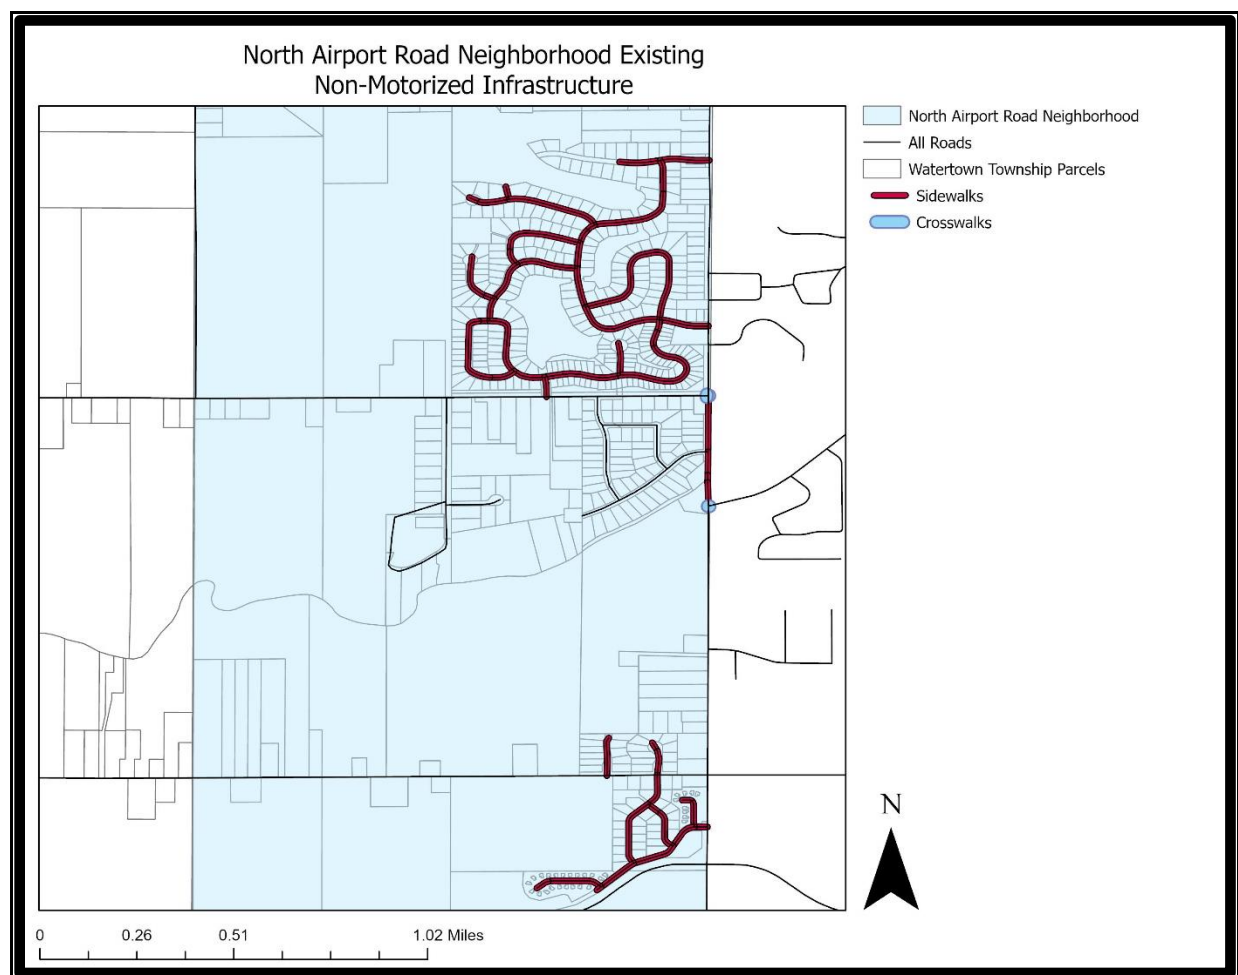 North Airport Road Neighborhood Existing
Non-Motorized Infrastructure
North Airport Road Neighborhood
All Roads
Watertown Township Parcels
Sidewalks
Crosswalks
N
0 0.26 0.51 1.02 Miles